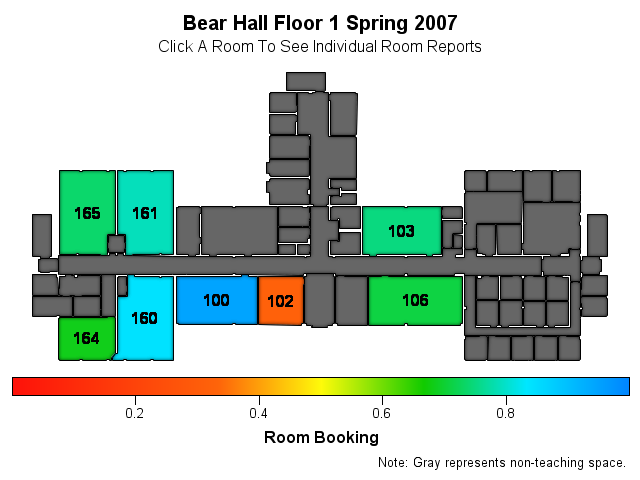 Bear Hall Floor 1 Spring 2007
Click A Room To See Individual Room Reports
165
161
103
100
102
106
160
164
0.2 0.4 0.6 0.8
Room Booking
Note: Gray represents non-teaching space.